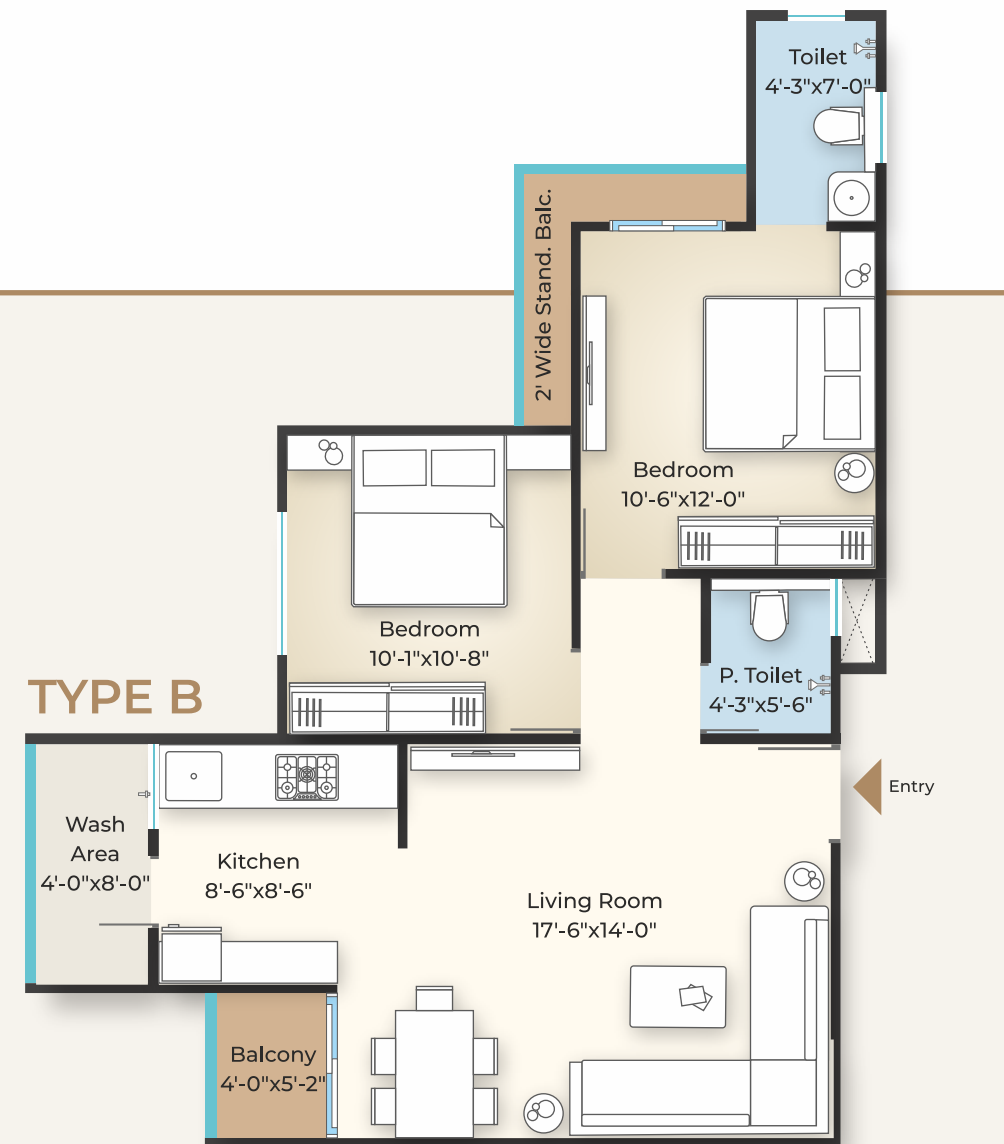 Toilet
4'-3"x7'-0"
2' Wide Stand. Balc.
Bedroom
10'-6"x12'-0"
Bedroom
10'-1"x10'-8"
P. Toilet
4'-3"x5'-6"
TYPE B
Entry
Wash
Area
4'-0"x8'-0"
Kitchen
8'-6"x8'-6"
Living Room
17'-6"x14'-0"
Balcony
4'-0"x5'-2"